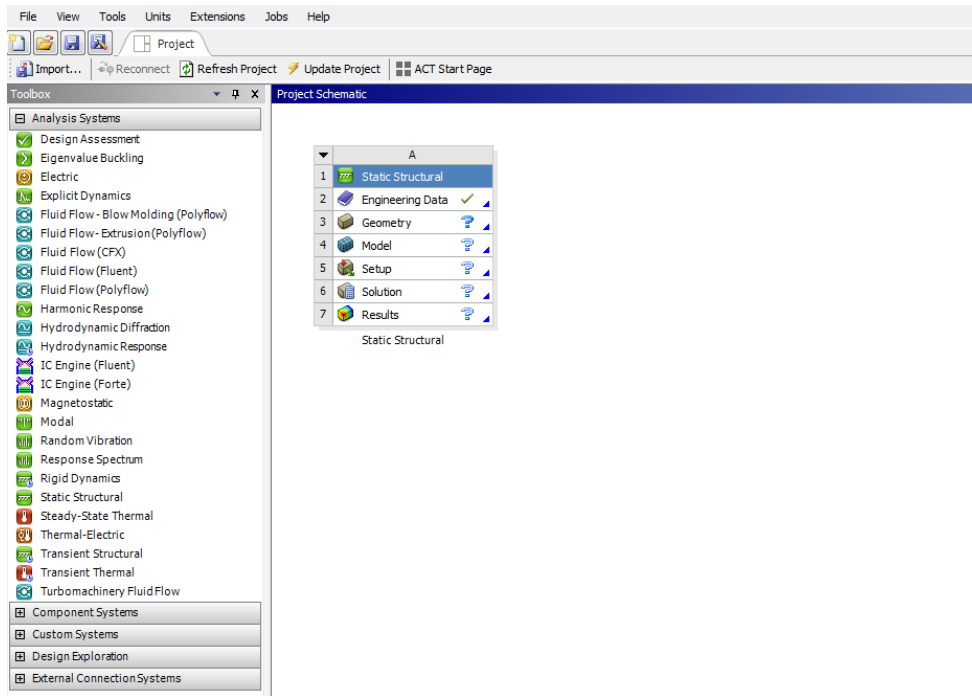 File View Tools Units Extensions Jobs Help
Project
Import... Reconnect Refresh Project Update Project ACT Start Page
Toolbox
Project Schematic
Analysis Systems
Design Assessment
Eigenvalue Buckling
Electric
Explicit Dynamics
Fluid Flow - Blow Molding (Polyflow)
Fluid Flow - Extrusion (Polyflow)
Fluid Flow (CFX)
Fluid Flow (Fluent)
Fluid Flow (Polyflow)
Harmonic Response
Hydrodynamic Diffraction
Hydrodynamic Response
IC Engine (Fluent)
IC Engine (Forte)
Magnetostatic
Modal
Random Vibration
Response Spectrum
Rigid Dynamics
Static Structural
Steady-State Thermal
Thermal-Electric
Transient Structural
Transient Thermal
Turbomachinery Fluid Flow
Component Systems
Custom Systems
Design Exploration
External Connection Systems
A
1 Static Structural
2 Engineering Data
3 Geometry ?
4 Model ?
5 Setup ?
6 Solution ?
7 Results ?
Static Structural